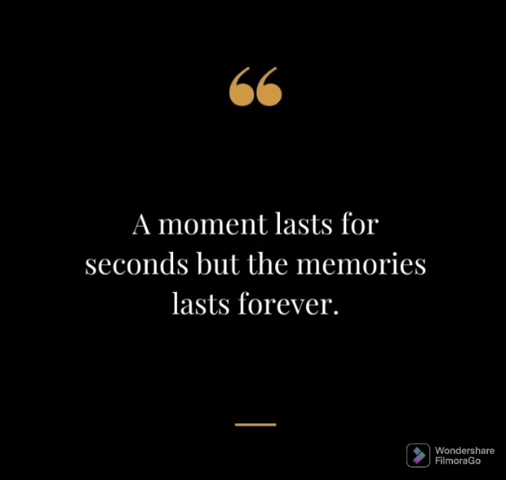 “
A moment lasts for
seconds but the memories
lasts forever.
Wondershare
FilmoraGo